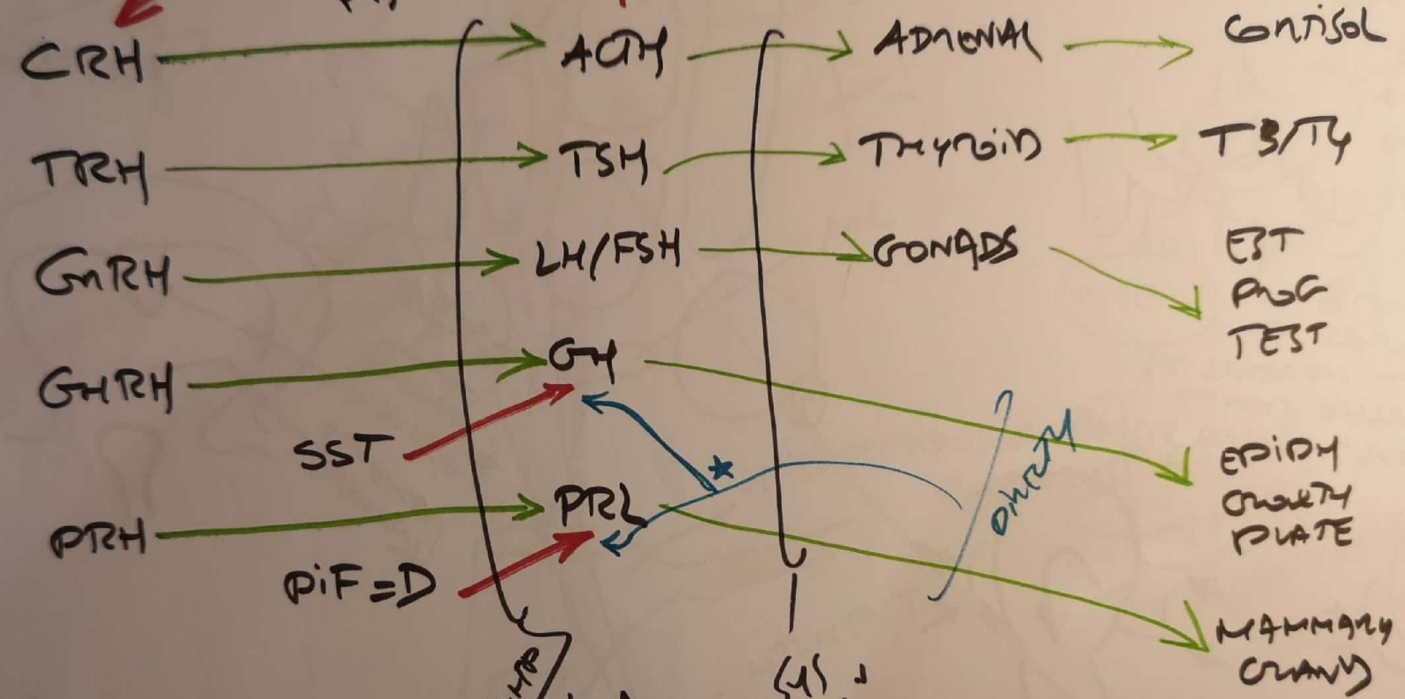 CRH ACTH ADRENAL CORTISOL
TRH TSH THYROID T3/T4
GnRH LH/FSH GONADS EST
PROG
TEST
GHRH GH
SST
EPIPH
GROWTH
PLATE
PRH PRL
PiF=D
MAMMARY
GLAND